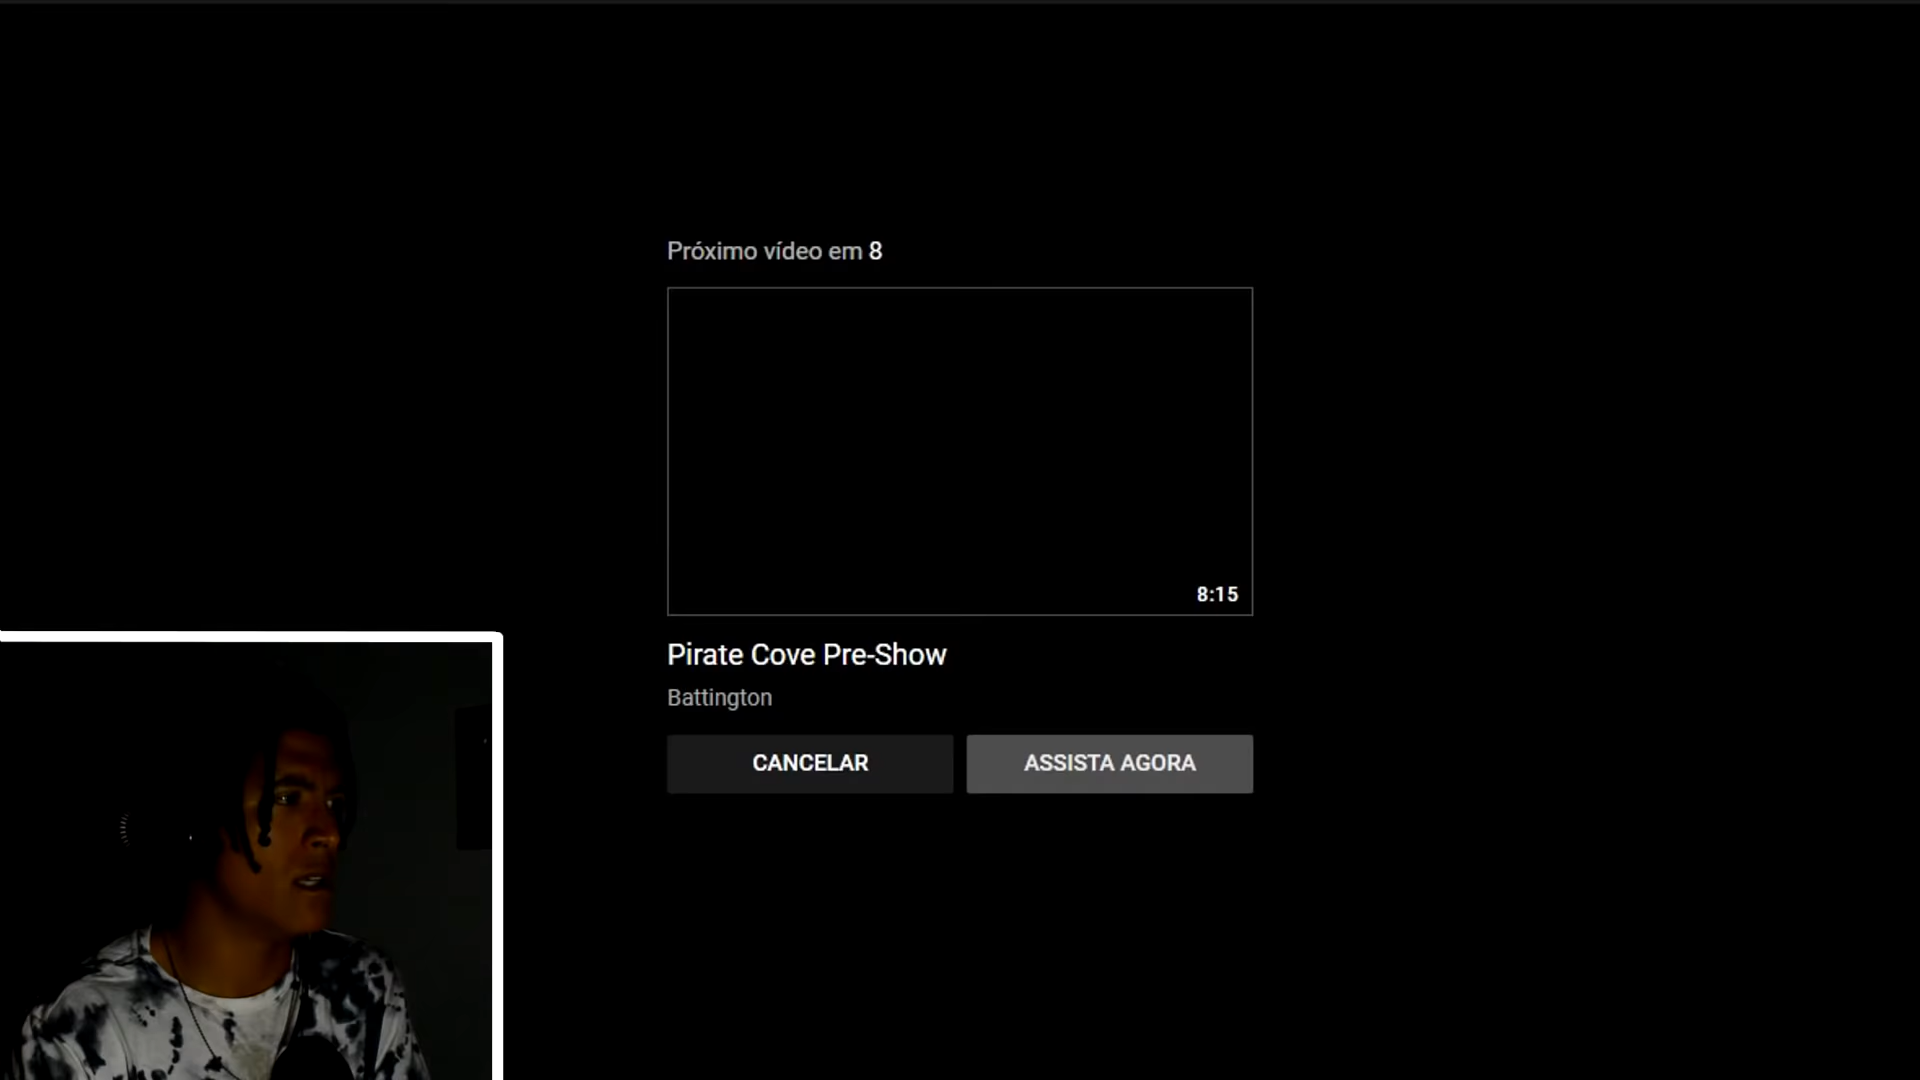 Próximo vídeo em 8
8:15
Pirate Cove Pre-Show
Battington
CANCELAR
ASSISTA AGORA